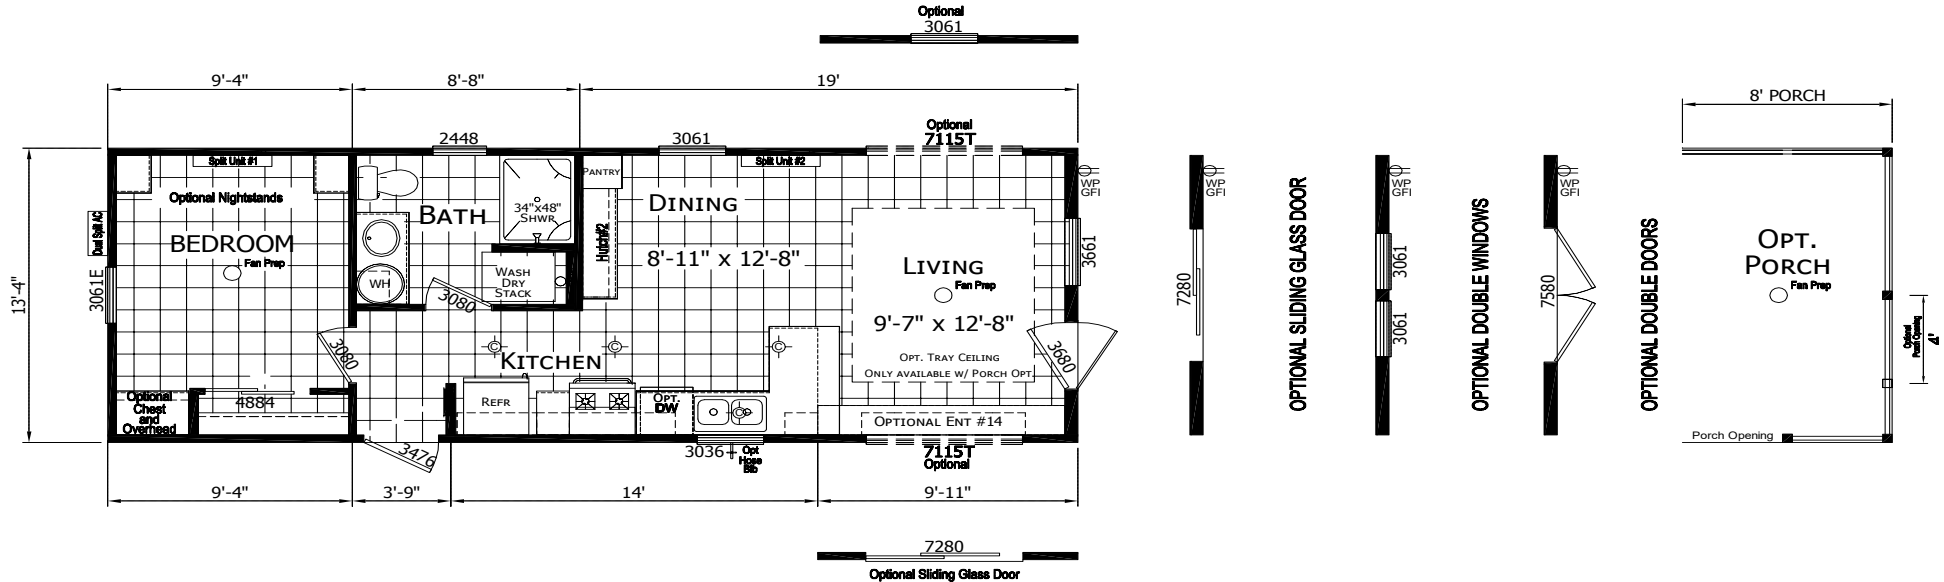 Optional
3061
9'-4"
8'-8"
19'
8' PORCH
Optional
7115T
2448
3061
Split Unit #1
Split Unit #2
PANTRY
WP
GFI
WP
GFI
WP
GFI
WP
GFI
Optional Nightstands
BATH
34"x48"
SHWR
DINING
Hutch#2
Dual Split AC
BEDROOM
Fan Prep
8'-11" x 12'-8"
LIVING
Fan Prep
3661
OPT.
PORCH
Fan Prep
WH
WASH
DRY
STACK
3061E
13'-4"
3080
3080
9'-7" x 12'-8"
7280
OPTIONAL SLIDING GLASS DOOR
3061
3061
OPTIONAL DOUBLE WINDOWS
7580
OPTIONAL DOUBLE DOORS
Optional
Porch Opening
4'
C
C
C
KITCHEN
OPT. TRAY CEILING
ONLY AVAILABLE W/ PORCH OPT.
3680
Optional
Chest
and
Overhead
4884
REFR
OPT.
DW
C
OPTIONAL ENT #14
Porch Opening
3476
3036
Opt
Hose
Bib
7115T
Optional
9'-4"
3'-9"
14'
9'-11"
7280
Optional Sliding Glass Door